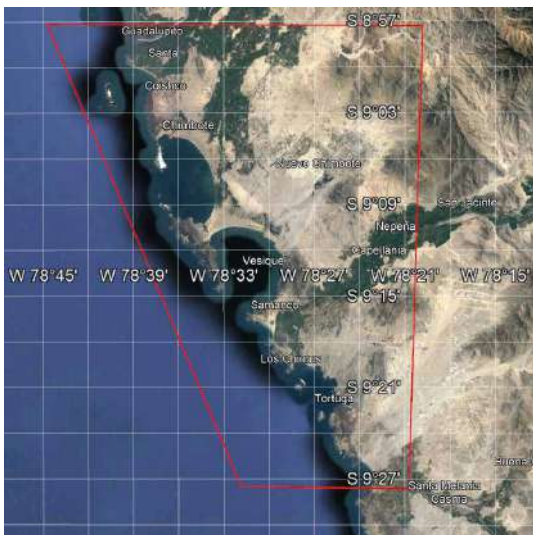 S 8°57'
Guadalupito
Santa
Coishco
S 9°03'
Chimbote
Nuevo Chimbote
S 9°09'
San Jacinto
Nepeña
Capellania
Vesique
W 78°45' W 78°39' W 78°33' W 78°27' W 78°21' W 78°15'
S 9°15'
Samanco
Los Chimus
S 9°21'
Tortuga
S 9°27'
Santa Melania
Casma